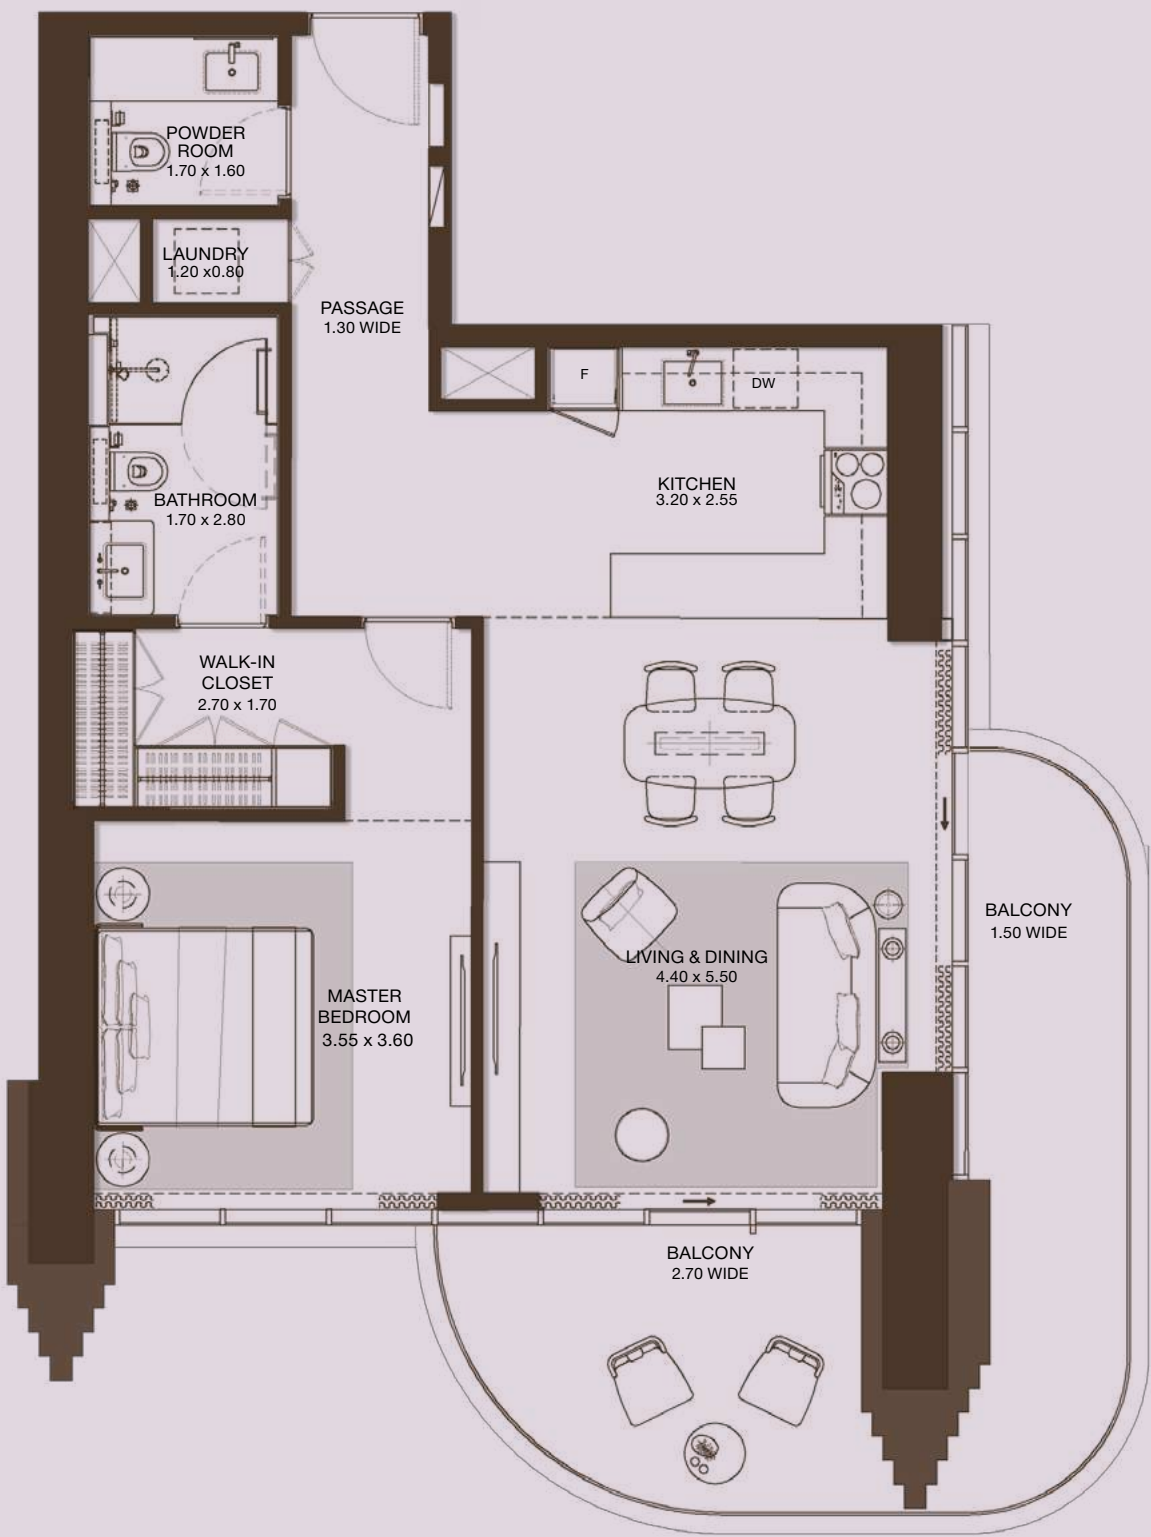 POWDER
ROOM
1.70 x 1.60
LAUNDRY
1.20 x0.80
PASSAGE
1.30 WIDE
F
DW
KITCHEN
3.20 x 2.55
BATHROOM
1.70 x 2.80
WALK-IN
CLOSET
2.70 x 1.70
BALCONY
1.50 WIDE
LIVING & DINING
4.40 x 5.50
MASTER
BEDROOM
3.55 x 3.60
BALCONY
2.70 WIDE